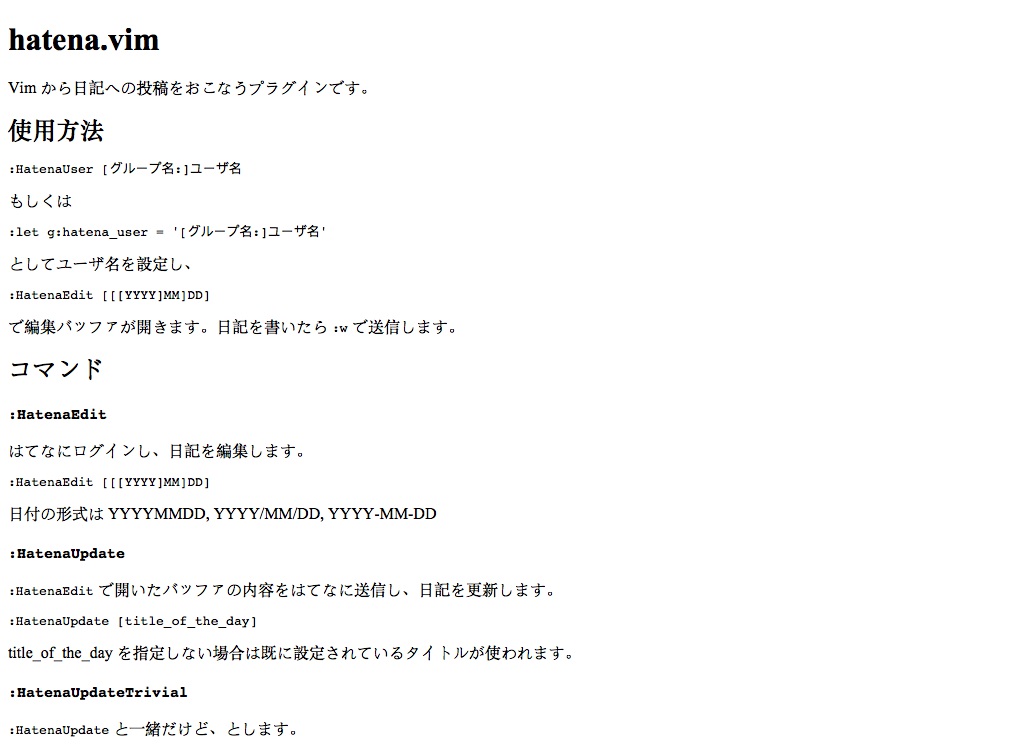 hatena.vim
Vim から日記への投稿をおこなうプラグインです。
使用方法
:HatenaUser [グループ名:]ユーザ名
もしくは
:let g:hatena_user = '[グループ名:]ユーザ名'
としてユーザ名を設定し、
:HatenaEdit [[[YYYY]MM]DD]
で編集バッファが開きます。日記を書いたら :w で送信します。
コマンド
:HatenaEdit
はてなにログインし、日記を編集します。
:HatenaEdit [[[YYYY]MM]DD]
日付の形式は YYYYMMDD, YYYY/MM/DD, YYYY-MM-DD
:HatenaUpdate
:HatenaEdit で開いたバッファの内容をはてなに送信し、日記を更新します。
:HatenaUpdate [title_of_the_day]
title_of_the_day を指定しない場合は既に設定されているタイトルが使われます。
:HatenaUpdateTrivial
:HatenaUpdate と一緒だけど、とします。